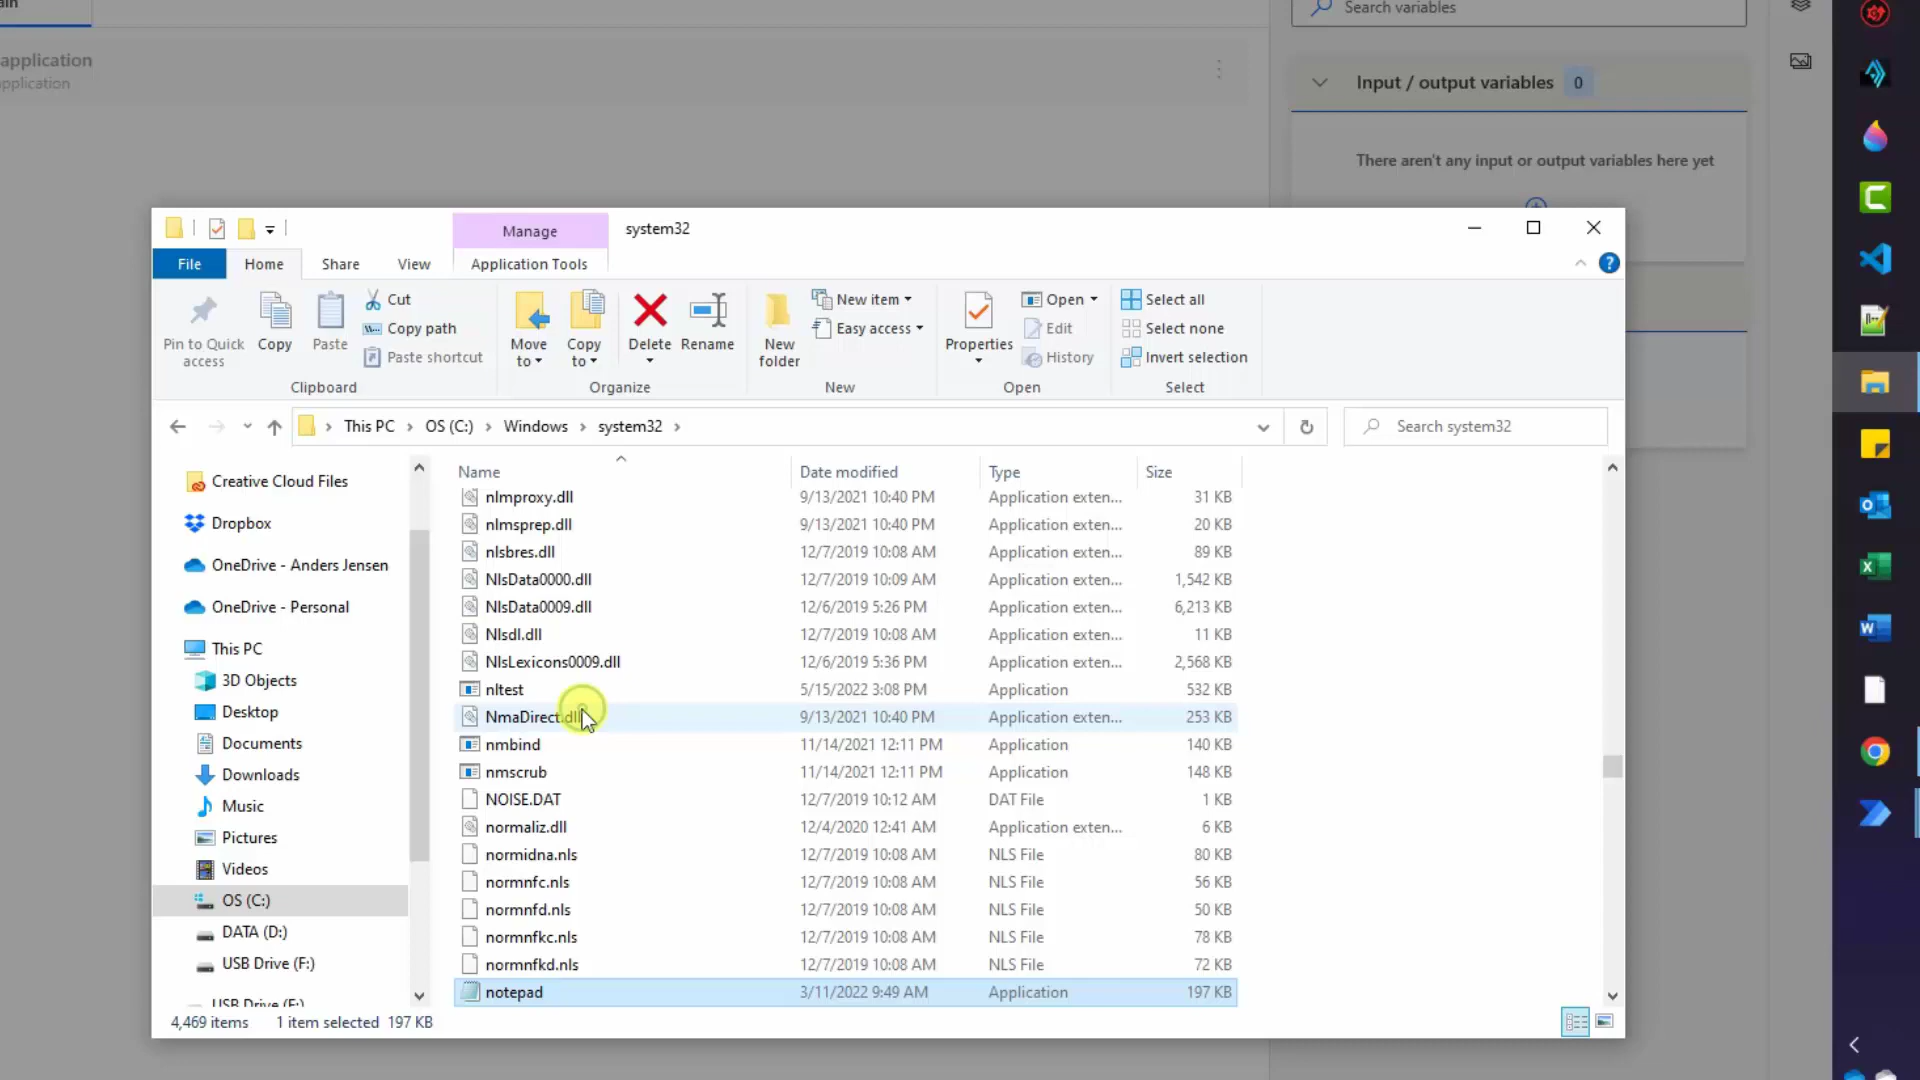 ain
Search variables
application
application
Input / output variables 0
There aren't any input or output variables here yet
Manage
system32
File
Home
Share
View
Application Tools
Pin to Quick access
Copy
Paste
Cut
Copy path
Paste shortcut
Clipboard
Move to
Copy to
Delete
Rename
Organize
New folder
New item
Easy access
New
Properties
Open
Edit
History
Open
Select all
Select none
Invert selection
Select
This PC > OS (C:) > Windows > system32 >
Search system32
Creative Cloud Files
Dropbox
OneDrive - Anders Jensen
OneDrive - Personal
This PC
3D Objects
Desktop
Documents
Downloads
Music
Pictures
Videos
OS (C:)
DATA (D:)
USB Drive (F:)
USB Drive (F:)
Name Date modified Type Size
nlmproxy.dll 9/13/2021 10:40 PM Application exten... 31 KB
nlmsprep.dll 9/13/2021 10:40 PM Application exten... 20 KB
nlsbres.dll 12/7/2019 10:08 AM Application exten... 89 KB
NlsData0000.dll 12/7/2019 10:09 AM Application exten... 1,542 KB
NlsData0009.dll 12/6/2019 5:26 PM Application exten... 6,213 KB
Nlsdl.dll 12/7/2019 10:08 AM Application exten... 11 KB
NlsLexicons0009.dll 12/6/2019 5:36 PM Application exten... 2,568 KB
nltest 5/15/2022 3:08 PM Application 532 KB
NmaDirect.dll 9/13/2021 10:40 PM Application exten... 253 KB
nmbind 11/14/2021 12:11 PM Application 140 KB
nmscrub 11/14/2021 12:11 PM Application 148 KB
NOISE.DAT 12/7/2019 10:12 AM DAT File 1 KB
normaliz.dll 12/4/2020 12:41 AM Application exten... 6 KB
normidna.nls 12/7/2019 10:08 AM NLS File 80 KB
normnfc.nls 12/7/2019 10:08 AM NLS File 56 KB
normnfd.nls 12/7/2019 10:08 AM NLS File 50 KB
normnfkc.nls 12/7/2019 10:08 AM NLS File 78 KB
normnfkd.nls 12/7/2019 10:08 AM NLS File 72 KB
notepad 3/11/2022 9:49 AM Application 197 KB
4,469 items 1 item selected 197 KB